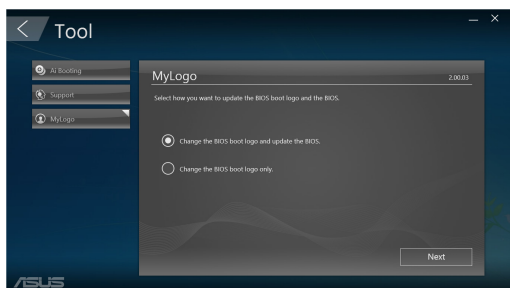 Tool
Ai Booting
Support
MyLogo
MyLogo
2.00.03
Select how you want to update the BIOS boot logo and the BIOS.
Change the BIOS boot logo and update the BIOS.
Change the BIOS boot logo only.
Next
ASUS